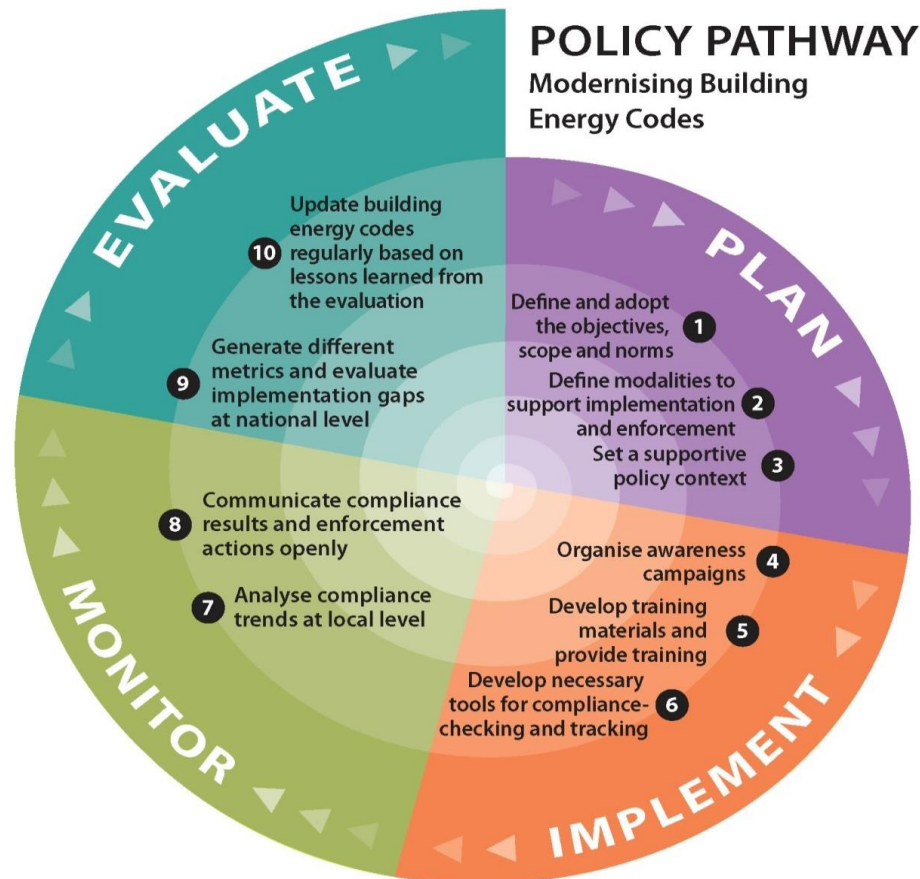 POLICY PATHWAY
Modernising Building
Energy Codes
PLAN
1
Define and adopt
the objectives,
scope and norms
2
Define modalities to
support implementation
and enforcement
3
Set a supportive
policy context
IMPLEMENT
4
Organise awareness
campaigns
5
Develop training
materials and
provide training
6
Develop necessary
tools for compliance-
checking and tracking
MONITOR
7
Analyse compliance
trends at local level
8
Communicate compliance
results and enforcement
actions openly
EVALUATE
9
Generate different
metrics and evaluate
implementation gaps
at national level
10
Update building
energy codes
regularly based on
lessons learned from
the evaluation